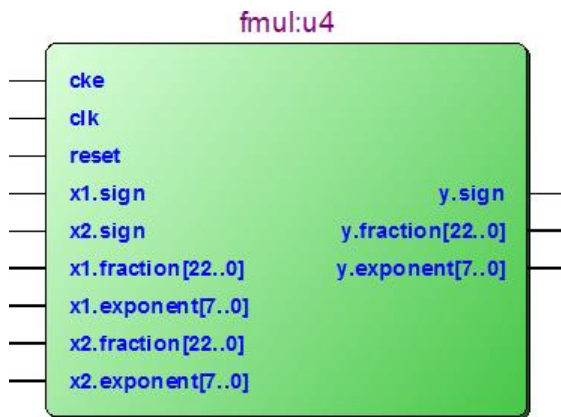 fmul:u4
cke
clk
reset
x1.sign
y.sign
x2.sign
y.fraction[22..0]
x1.fraction[22..0]
y.exponent[7..0]
x1.exponent[7..0]
x2.fraction[22..0]
x2.exponent[7..0]